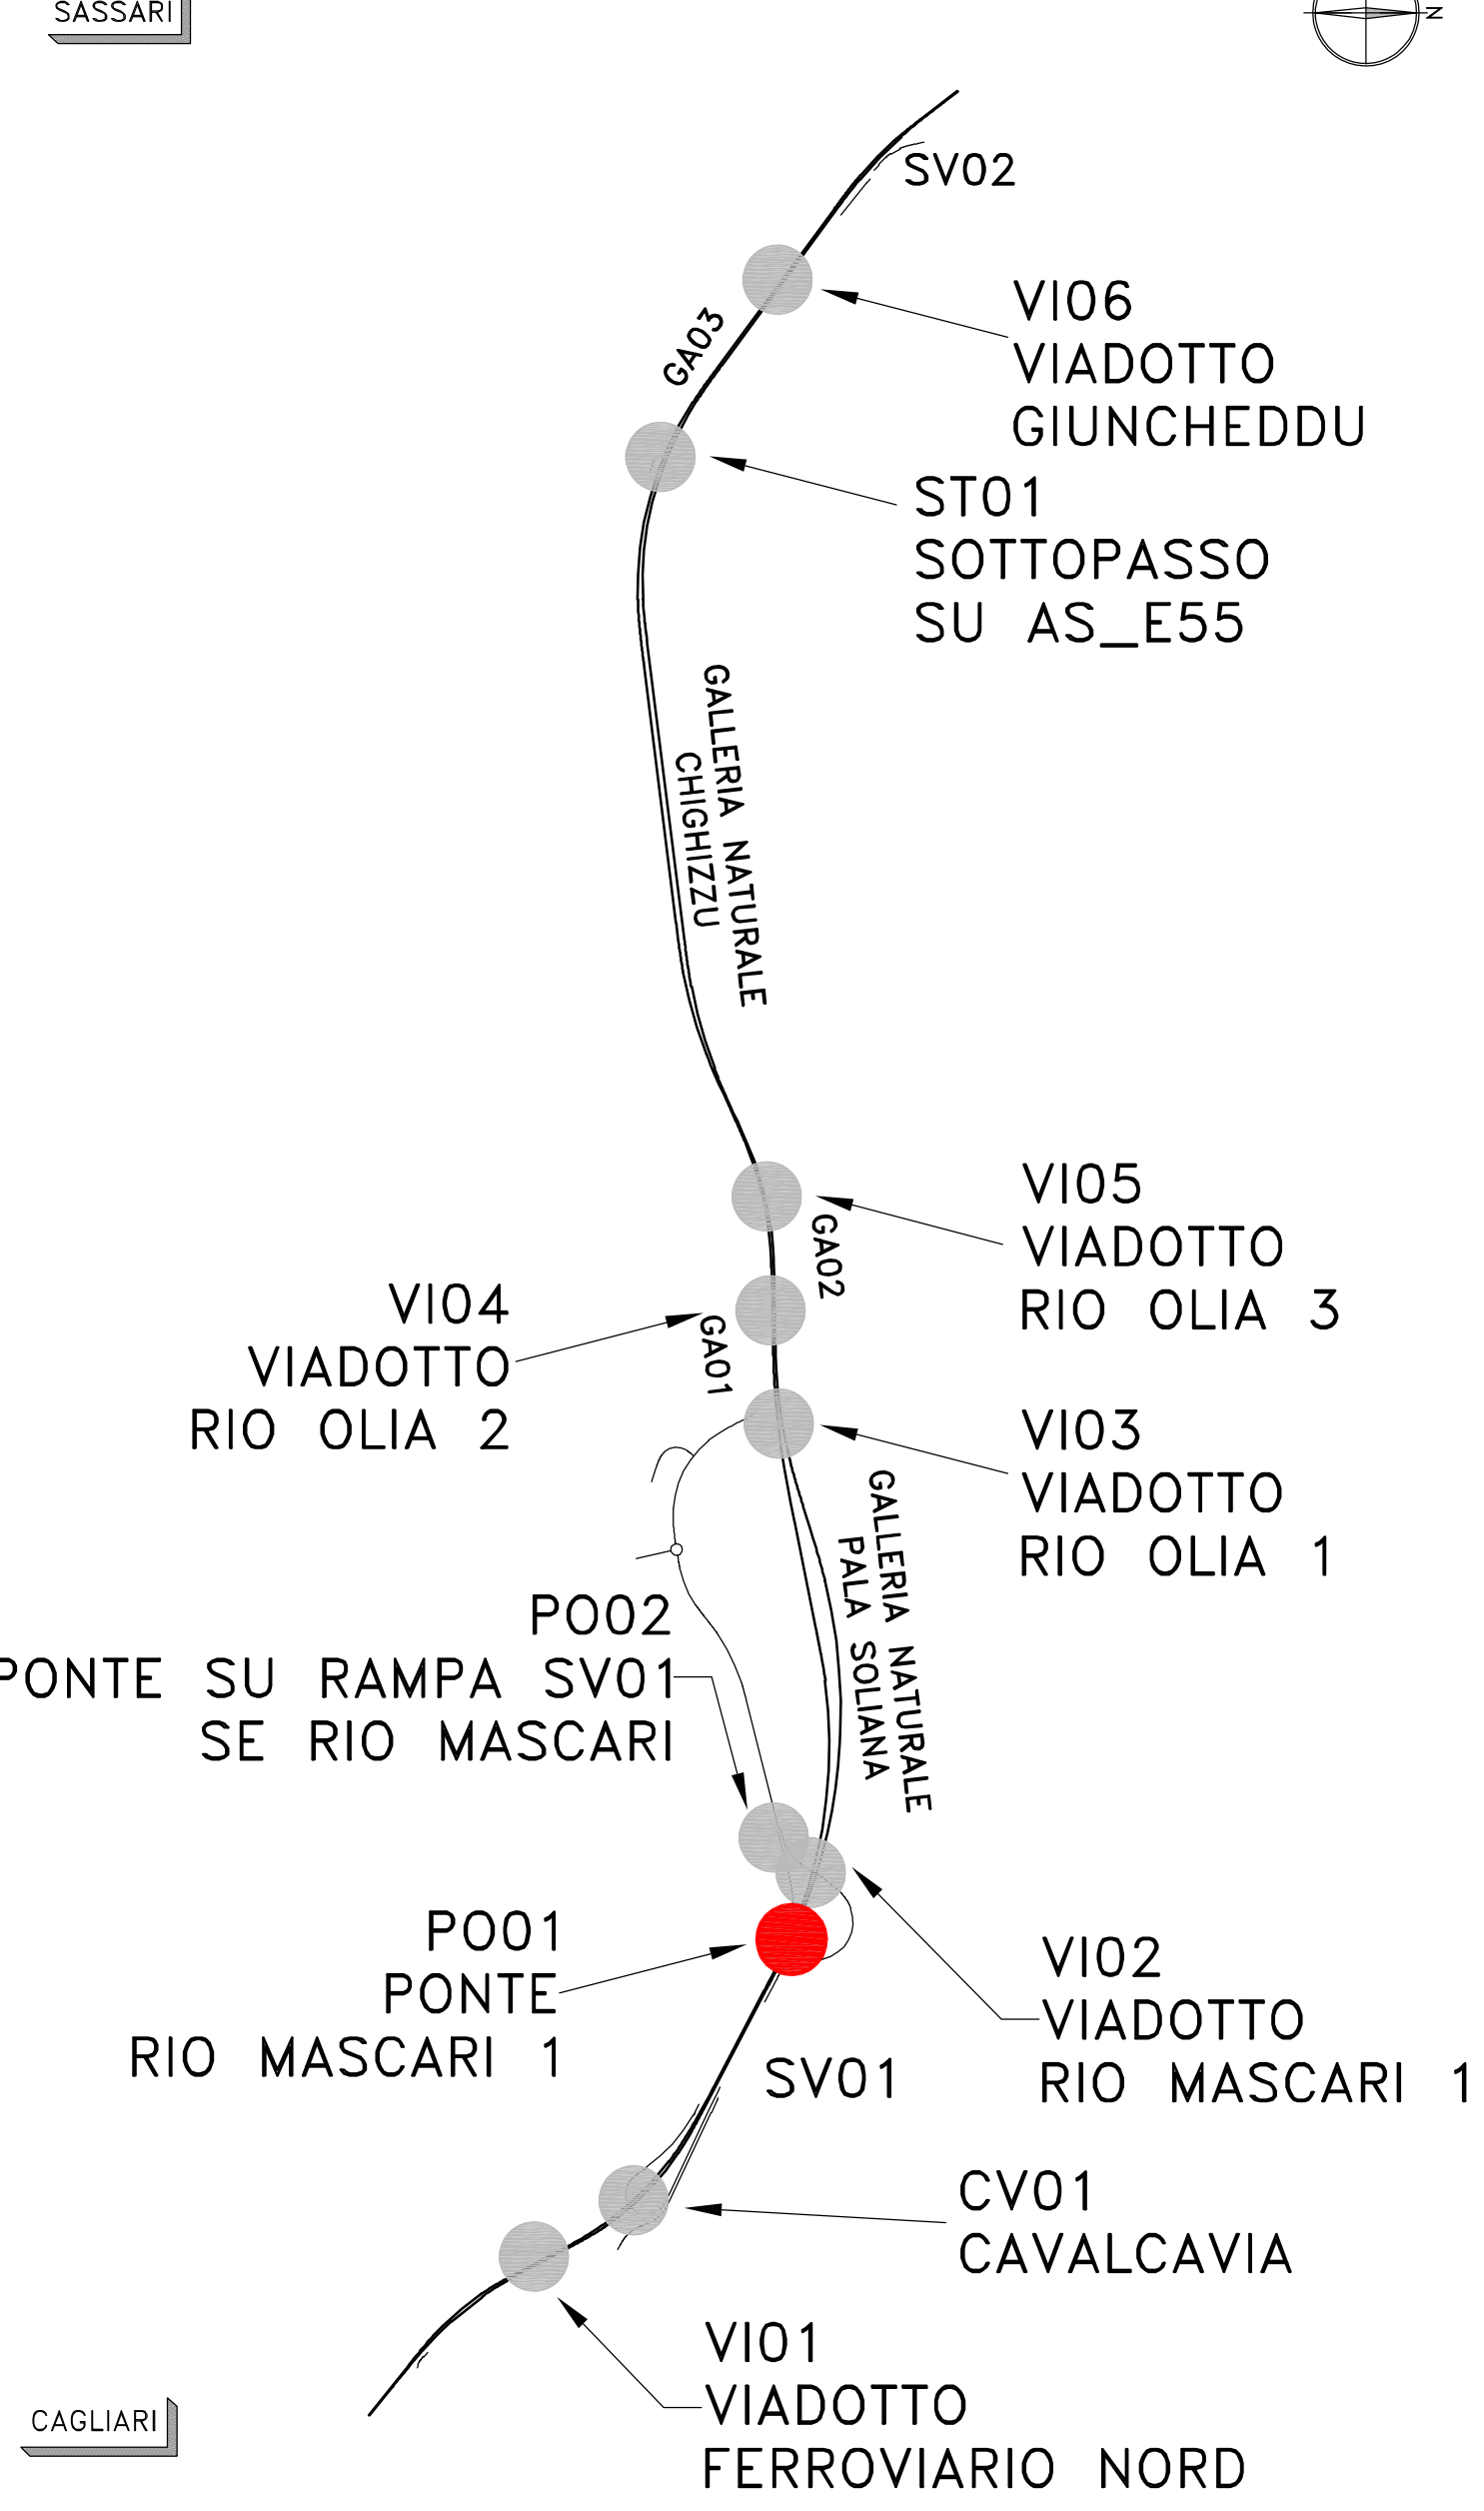 SASSARI
N
SV02
VI06
VIADOTTO
GIUNCHEDDU
GA03
ST01
SOTTOPASSO
SU AS_E55
GALLERIA NATURALE
CHIGHIZZU
VI05
VIADOTTO
RIO OLIA 3
GA02
VI04
VIADOTTO
RIO OLIA 2
GA01
VI03
VIADOTTO
RIO OLIA 1
GALLERIA NATURALE
PALA SOLIANA
PO02
PONTE SU RAMPA SV01
SE RIO MASCARI
PO01
PONTE
RIO MASCARI 1
VI02
VIADOTTO
RIO MASCARI 1
SV01
CV01
CAVALCAVIA
VI01
VIADOTTO
FERROVIARIO NORD
CAGLIARI